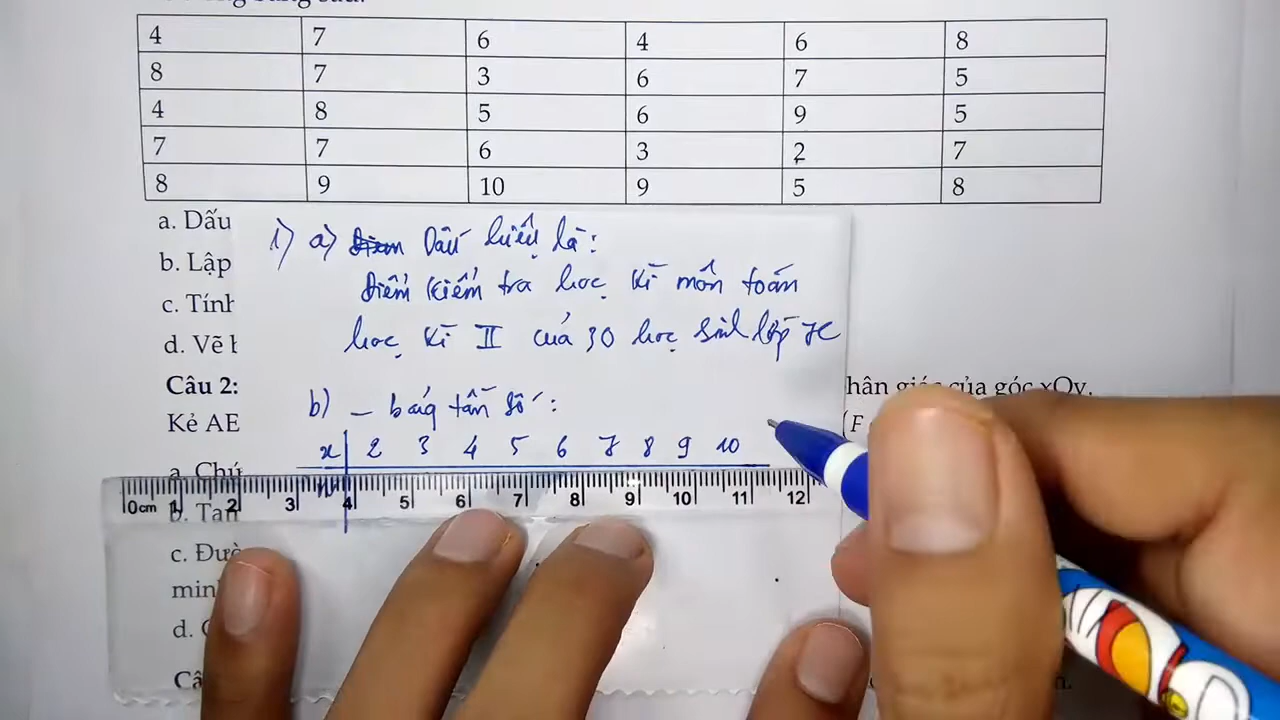 4 7 6 4 6 8
8 7 3 6 7 5
4 8 5 6 9 5
7 7 6 3 2 7
8 9 10 9 5 8
a. Dấu
b. Lập
c. Tính
d. Vẽ
1) a) Dấu hiệu là:
Điểm kiểm tra học kì môn toán
học kì II của 30 học sinh lớp 7C
b) – bảng tần số:
x 2 3 4 5 6 7 8 9 10
Câu 2: của góc xOy.
Kẻ AE (F
a. Chứ
0cm 1 2 3 4 5 6 7 8 9 10 11 12
c. Đườ
min
d.